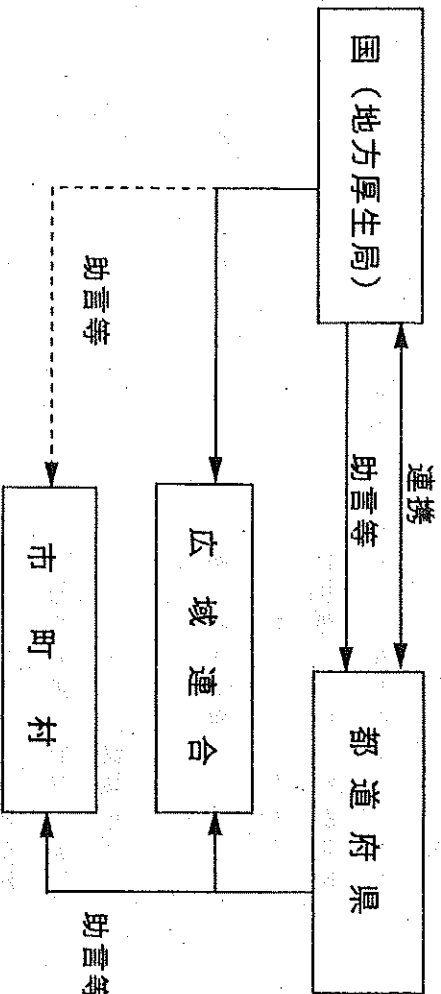 国（地方厚生局）
連携
助言等
都道府県
助言等
広域連合
市町村
助言等